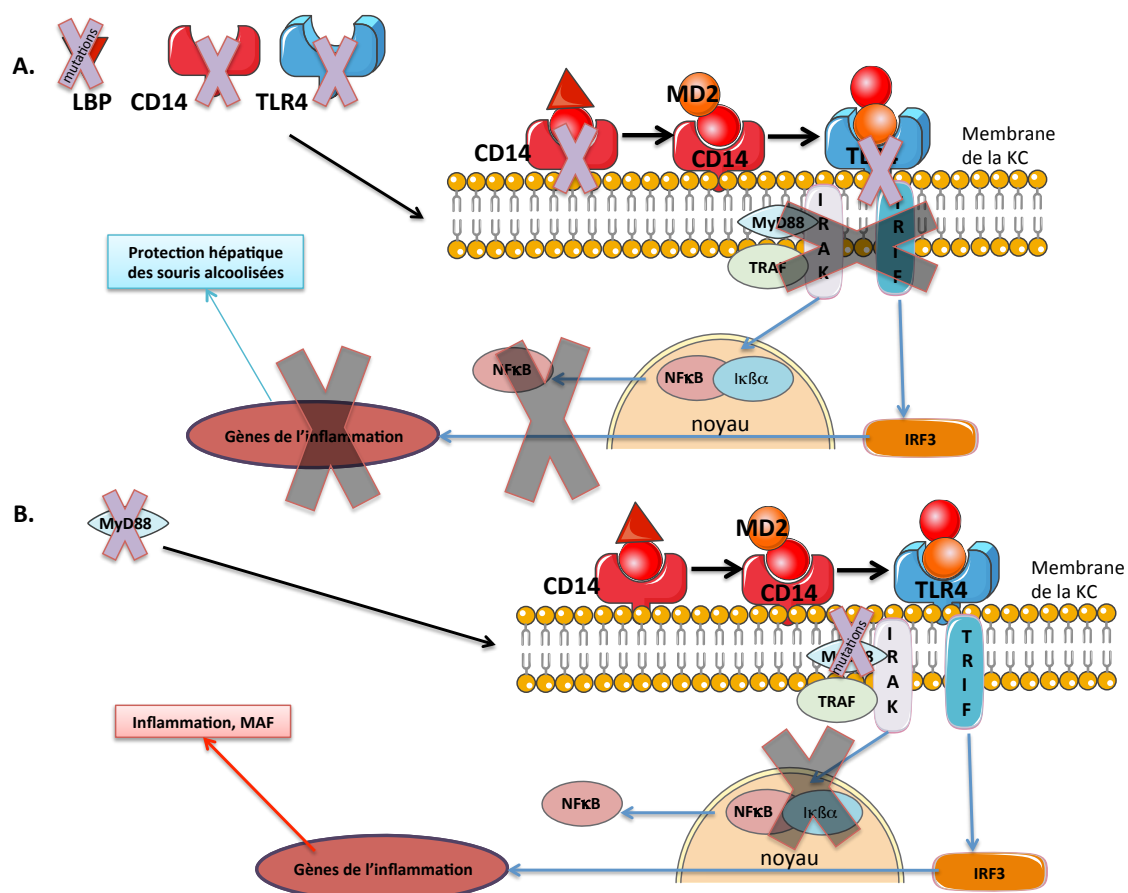 A.
mutations
LBP
CD14
TLR4
MD2
CD14
CD14
Membrane
de la KC
MyD88
TRAF
I
R
A
K
T
R
I
F
Protection hépatique
des souris alcoolisées
NFκB
NFκB
Iκßα
noyau
Gènes de l’inflammation
IRF3
B.
MyD88
MD2
CD14
CD14
TLR4
Membrane
de la KC
mutations
TRAF
I
R
A
K
T
R
I
F
Inflammation, MAF
NFκB
NFκB
Iκßα
noyau
Gènes de l’inflammation
IRF3